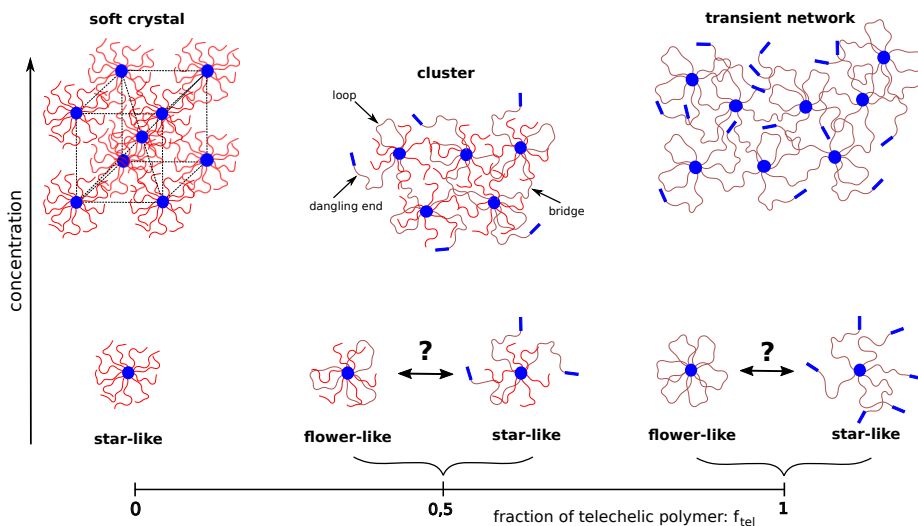 soft crystal
transient network
cluster
loop
dangling end
bridge
concentration
?
?
star-like
flower-like
star-like
flower-like
star-like
0
0,5
1
fraction of telechelic polymer: f_tel